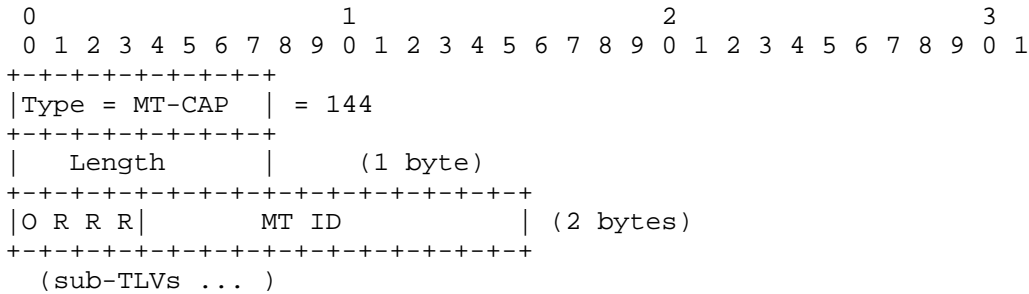 0                   1                   2                   3
 0 1 2 3 4 5 6 7 8 9 0 1 2 3 4 5 6 7 8 9 0 1 2 3 4 5 6 7 8 9 0 1
+-+-+-+-+-+-+-+-+
|Type = MT-CAP  | = 144
+-+-+-+-+-+-+-+-+
|   Length      |     (1 byte)
+-+-+-+-+-+-+-+-+-+-+-+-+-+-+-+-+
|O R R R|       MT ID           | (2 bytes)
+-+-+-+-+-+-+-+-+-+-+-+-+-+-+-+-+
  (sub-TLVs ... )